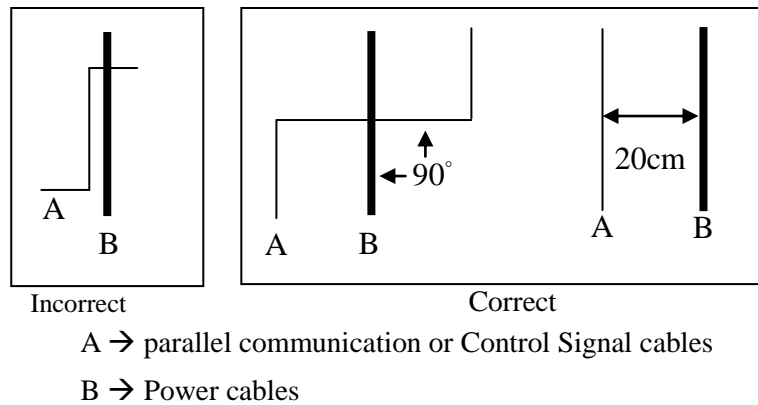 A
B
90°
A
B
20cm
A
B
Incorrect
Correct
A → parallel communication or Control Signal cables
B → Power cables